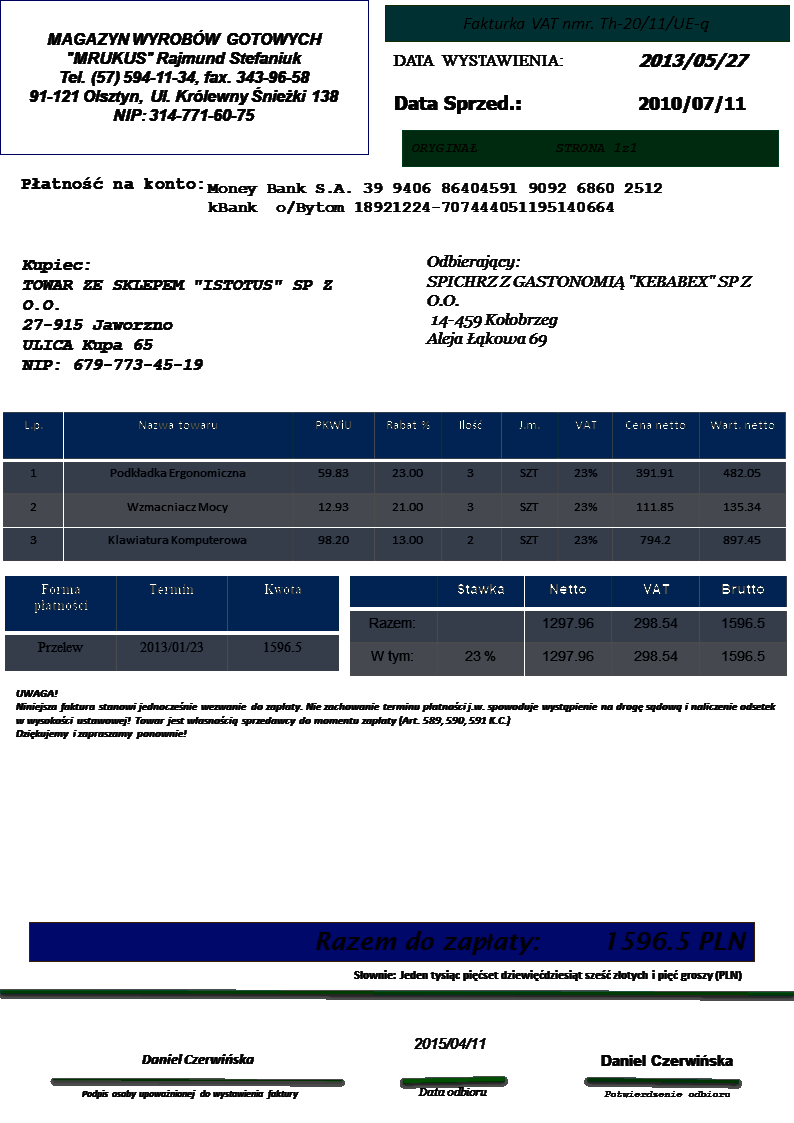 MAGAZYN WYROBÓW GOTOWYCH
"MRUKUS" Rajmund Stefaniuk
Tel. (57) 594-11-34, fax. 343-96-58
91-121 Olsztyn, Ul. Królewny Śnieżki 138
NIP: 314-771-60-75
Fakturka VAT nmr. Th-20/11/UE-q
DATA WYSTAWIENIA: 2013/05/27
Data Sprzed.: 2010/07/11
ORYGINAŁ STRONA 1z1
Płatność na konto: Money Bank S.A. 39 9406 86404591 9092 6860 2512
kBank o/Bytom 18921224-707444051195140664
Kupiec:
TOWAR ZE SKLEPEM "ISTOTUS" SP Z
O.O.
27-915 Jaworzno
ULICA Kupa 65
NIP: 679-773-45-19
Odbierający:
SPICHRZ Z GASTONOMIĄ "KEBABEX" SP Z
O.O.
14-459 Kołobrzeg
Aleja Łąkowa 69
L.p. Nazwa towaru PKWiU Rabat % Ilość J.m. VAT Cena netto Wart. netto
1 Podkładka Ergonomiczna 59.83 23.00 3 SZT 23% 391.91 482.05
2 Wzmacniacz Mocy 12.93 21.00 3 SZT 23% 111.85 135.34
3 Klawiatura Komputerowa 98.20 13.00 2 SZT 23% 794.2 897.45
Forma płatności Termin Kwota
Przelew 2013/01/23 1596.5
Stawka Netto VAT Brutto
Razem: 1297.96 298.54 1596.5
W tym: 23 % 1297.96 298.54 1596.5
UWAGA!
Niniejsza faktura stanowi jednocześnie wezwanie do zapłaty. Nie zachowanie terminu płatności j.w. spowoduje wystąpienie na drogę sądową i naliczenie odsetek
w wysokości ustawowej! Towar jest własnością sprzedawcy do momentu zapłaty (Art. 589, 590, 591 K.C.)
Dziękujemy i zapraszamy ponownie!
Razem do zapłaty: 1596.5 PLN
Słownie: Jeden tysiąc pięćset dziewięćdziesiąt sześć złotych i pięć groszy (PLN)
Daniel Czerwińska
2015/04/11
Daniel Czerwińska
Podpis osoby upoważnionej do wystawienia faktury
Data odbioru
Potwierdzenie odbioru